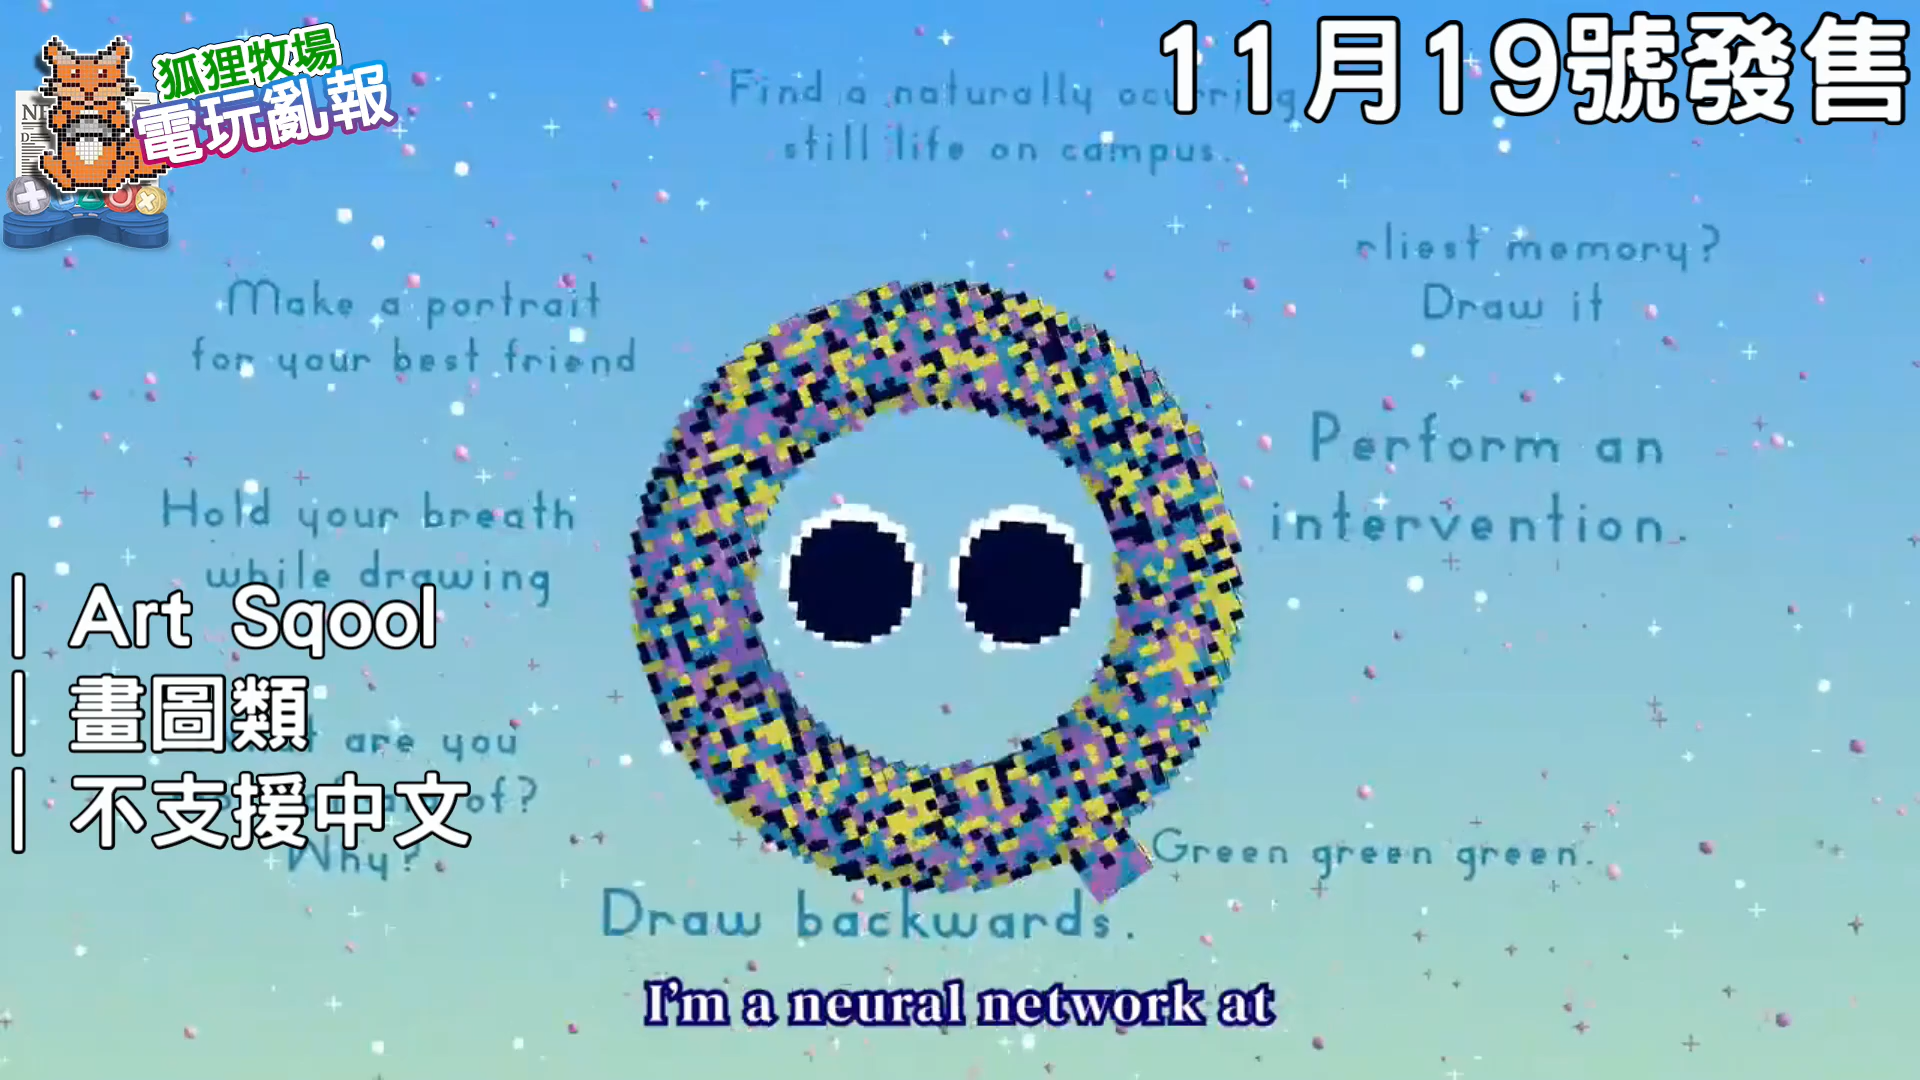 狐狸牧場
電玩亂報
11月19號發售
Find a naturally ocurring
still life on campus.
rliest memory?
Draw it
Make a portrait
for your best friend
Perform an
intervention.
Hold your breath
while drawing
Art Sqool
畫圖類
are you
不支援中文
of?
Why?
Green green green.
Draw backwards.
I'm a neural network at